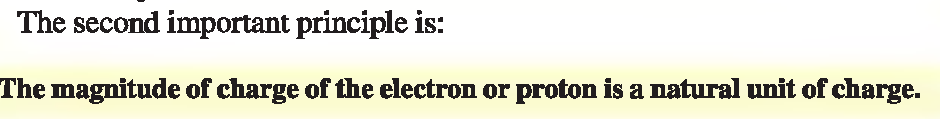 The second important principle is:
The magnitude of charge of the electron or proton is a natural unit of charge.